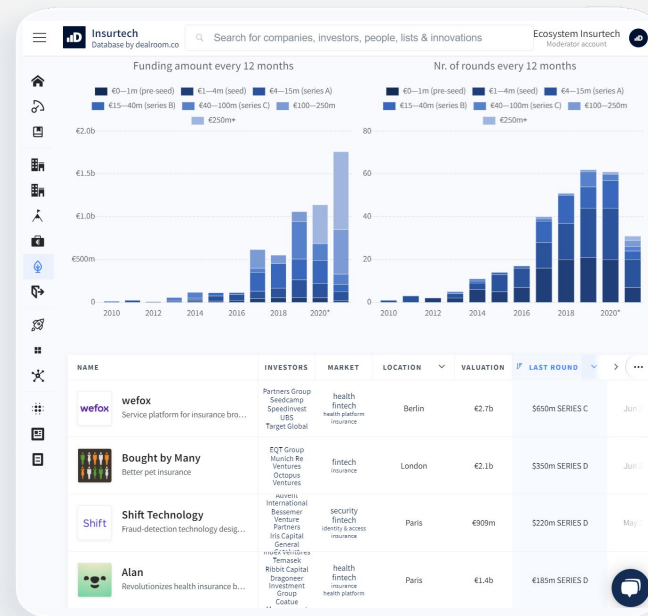 Insurtech
Database by dealroom.co
Search for companies, investors, people, lists & innovations
Ecosystem Insurtech
Moderator account
Funding amount every 12 months
€0—1m (pre-seed) €1—4m (seed) €4—15m (series A)
€15—40m (series B) €40—100m (series C) €100—250m
€250m+
€2.0b
€1.5b
€1.0b
€500m
0
2010 2012 2014 2016 2018 2020*
Nr. of rounds every 12 months
€0—1m (pre-seed) €1—4m (seed) €4—15m (series A)
€15—40m (series B) €40—100m (series C) €100—250m
€250m+
80
60
40
20
0
2010 2012 2014 2016 2018 2020*
NAME INVESTORS MARKET LOCATION VALUATION LAST ROUND
wefox
wefox
Service platform for insurance bro...
Partners Group
Seedcamp
Speedinvest
UBS
Target Global
health
fintech
health platform
insurance
Berlin
€2.7b
$650m SERIES C
Jun
Bought by Many
Better pet insurance
EQT Group
Munich Re
Ventures
Octopus
Ventures
fintech
insurance
London
€2.1b
$350m SERIES D
Jun
Shift
Shift Technology
Fraud-detection technology desig...
Advent
International
Bessemer
Venture
Partners
Iris Capital
General
security
fintech
identity & access
insurance
Paris
€909m
$220m SERIES D
May
Alan
Revolutionizes health insurance b...
Index Ventures
Temasek
Ribbit Capital
Dragoneer
Investment
Group
Coatue
health
fintech
insurance
health platform
Paris
€1.4b
€185m SERIES D